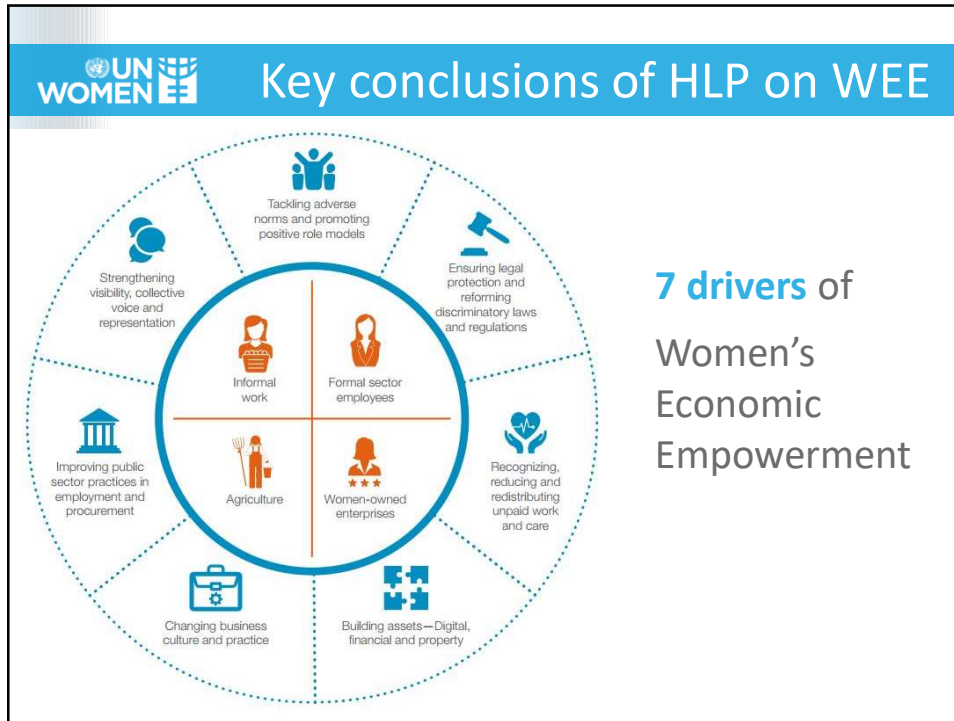 UN
WOMEN
Key conclusions of HLP on WEE
Tackling adverse
norms and promoting
positive role models
Ensuring legal
protection and
reforming
discriminatory laws
and regulations
Recognizing,
reducing and
redistributing
unpaid work
and care
Building assets—Digital,
financial and property
Changing business
culture and practice
Improving public
sector practices in
employment and
procurement
Strengthening
visibility, collective
voice and
representation
Informal
work
Formal sector
employees
Agriculture
Women-owned
enterprises
7 drivers of
Women’s
Economic
Empowerment